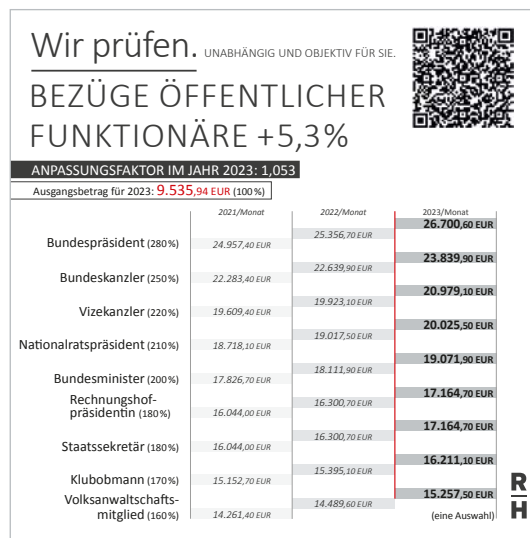 Wir prüfen. UNABHÄNGIG UND OBJEKTIV FÜR SIE.
BEZÜGE ÖFFENTLICHER
FUNKTIONÄRE +5,3%
ANPASSUNGSFAKTOR IM JAHR 2023: 1,053
Ausgangsbetrag für 2023: 9.535,94 EUR (100%)
2021/Monat 2022/Monat 2023/Monat
Bundespräsident (280%) 24.957,40 EUR 25.356,70 EUR 26.700,60 EUR
Bundeskanzler (250%) 22.283,40 EUR 22.639,90 EUR 23.839,90 EUR
Vizekanzler (220%) 19.609,40 EUR 19.923,10 EUR 20.979,10 EUR
Nationalratspräsident (210%) 18.718,10 EUR 19.017,50 EUR 20.025,50 EUR
Bundesminister (200%) 17.826,70 EUR 18.111,90 EUR 19.071,90 EUR
Rechnungshof-
präsidentin (180%) 16.044,00 EUR 16.300,70 EUR 17.164,70 EUR
Staatssekretär (180%) 16.044,00 EUR 16.300,70 EUR 17.164,70 EUR
Klubobmann (170%) 15.152,70 EUR 15.395,10 EUR 16.211,10 EUR
Volksanwaltschafts-
mitglied (160%) 14.261,40 EUR 14.489,60 EUR 15.257,50 EUR
(eine Auswahl)
R
H